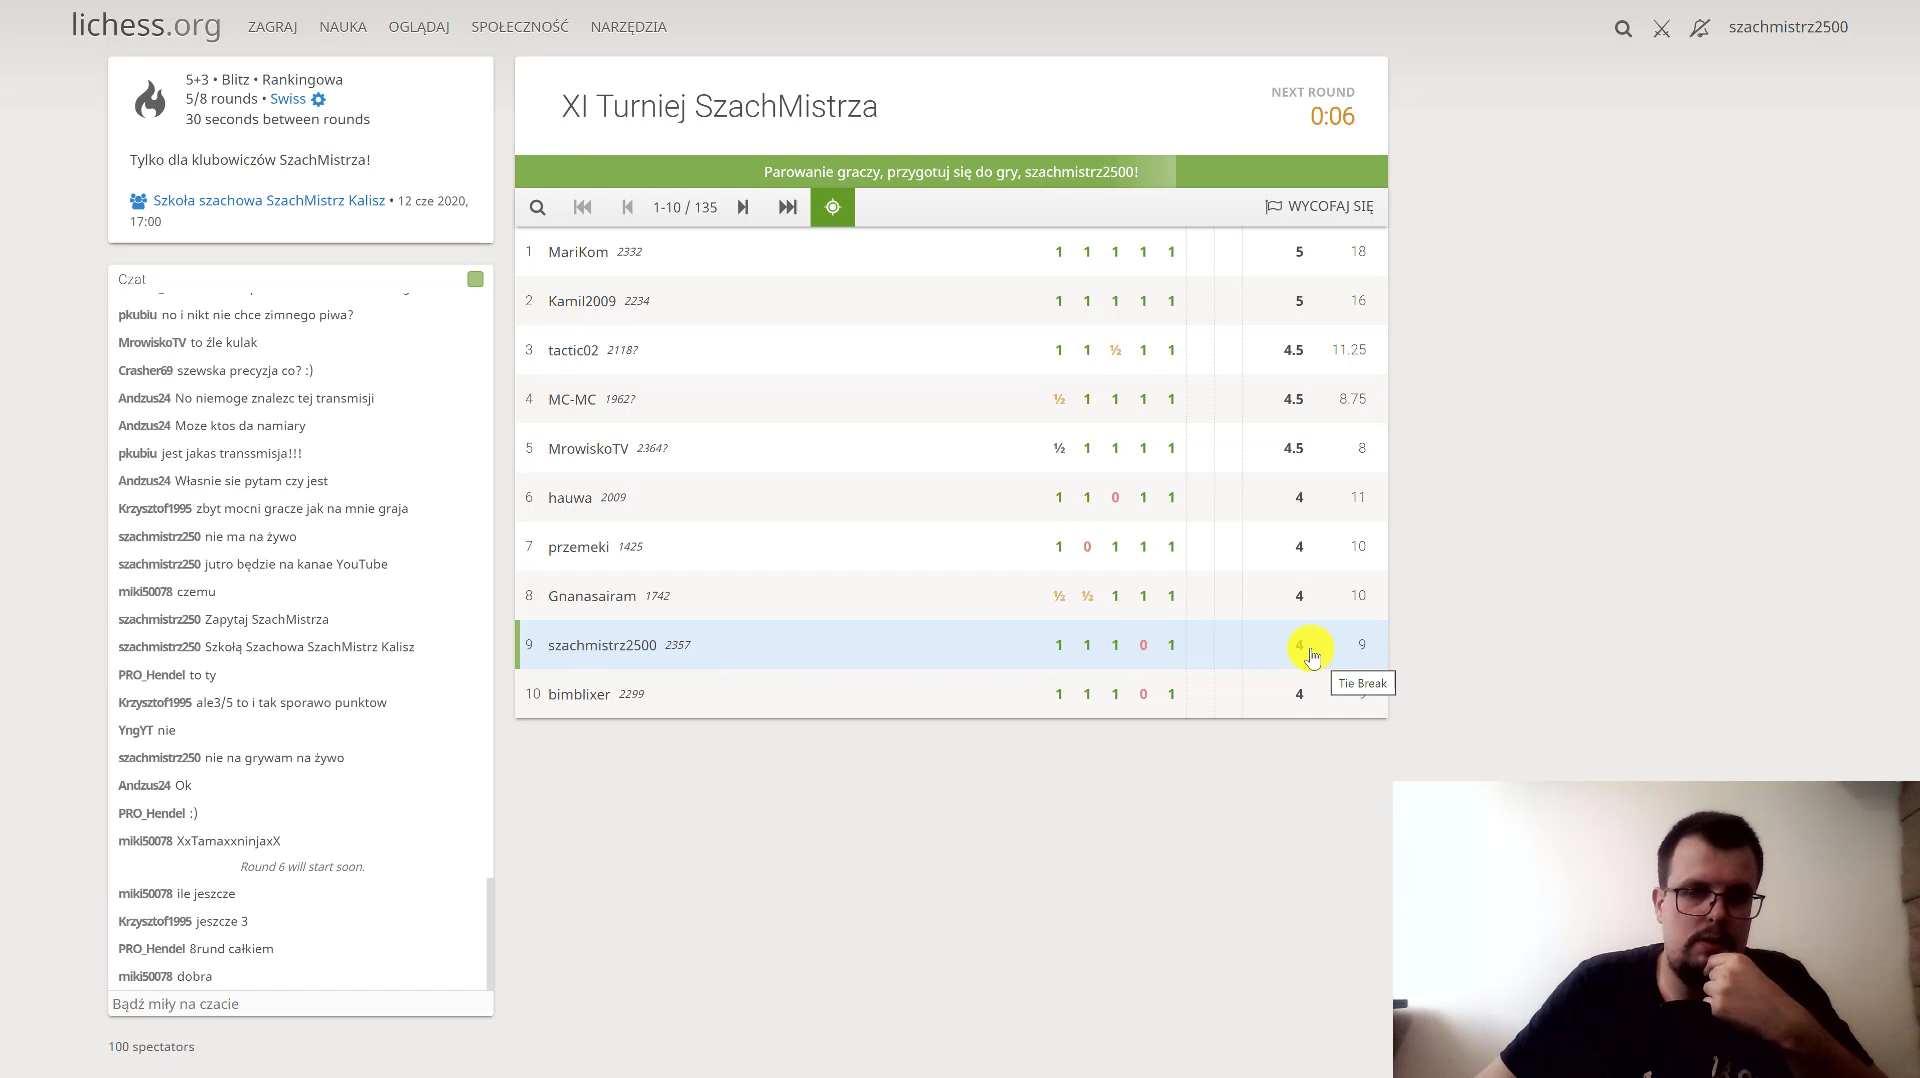 lichess.org ZAGRAJ NAUKA OGLĄDAJ SPOŁECZNOŚĆ NARZĘDZIA szachmistrz2500
5+3 • Blitz • Rankingowa
5/8 rounds • Swiss
30 seconds between rounds
Tylko dla klubowiczów SzachMistrza!
Szkoła szachowa SzachMistrz Kalisz • 12 cze 2020,
17:00
Czat
pkubiu no i nikt nie chce zimnego piwa?
MrowiskoTV to źle kulak
Crasher69 szewska precyzja co? :)
Andzus24 No niemoge znalezc tej transmisji
Andzus24 Moze ktos da namiary
pkubiu jest jakas transsmisja!!!
Andzus24 Własnie sie pytam czy jest
Krzysztof1995 zbyt mocni gracze jak na mnie graja
szachmistrz250 nie ma na żywo
szachmistrz250 jutro będzie na kanae YouTube
miki50078 czemu
szachmistrz250 Zapytaj SzachMistrza
szachmistrz250 Szkołą Szachowa SzachMistrz Kalisz
PRO_Hendel to ty
Krzysztof1995 ale3/5 to i tak sporawo punktow
YngYT nie
szachmistrz250 nie na grywam na żywo
Andzus24 Ok
PRO_Hendel :)
miki50078 XxTamaxxninjaxX
Round 6 will start soon.
miki50078 ile jeszcze
Krzysztof1995 jeszcze 3
PRO_Hendel 8rund całkiem
miki50078 dobra
Bądź miły na czacie
100 spectators
XI Turniej SzachMistrza
NEXT ROUND
0:06
Parowanie graczy, przygotuj się do gry, szachmistrz2500!
1-10 / 135 WYCOFAJ SIĘ
1 MariKom 2332 1 1 1 1 1 5 18
2 Kamil2009 2234 1 1 1 1 1 5 16
3 tactic02 2118? 1 1 ½ 1 1 4.5 11.25
4 MC-MC 1962? ½ 1 1 1 1 4.5 8.75
5 MrowiskoTV 2364? ½ 1 1 1 1 4.5 8
6 hauwa 2009 1 1 0 1 1 4 11
7 przemeki 1425 1 0 1 1 1 4 10
8 Gnanasairam 1742 ½ ½ 1 1 1 4 10
9 szachmistrz2500 2357 1 1 1 0 1 4 9
Tie Break
10 bimblixer 2299 1 1 1 0 1 4